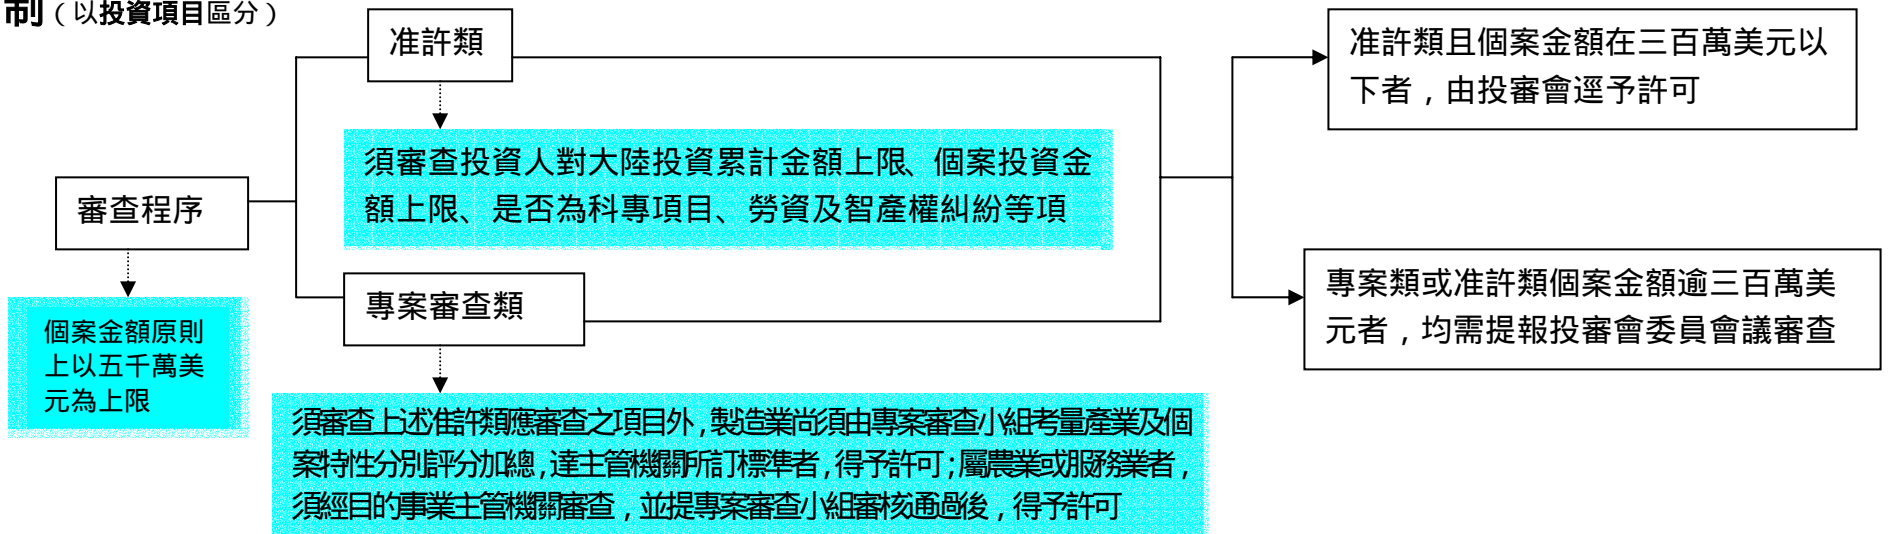 制（以投資項目區分）
准許類
准許類且個案金額在三百萬美元以
下者，由投審會逕予許可
須審查投資人對大陸投資累計金額上限、個案投資金
額上限、是否為科專項目、勞資及智產權糾紛等項
審查程序
個案金額原則
上以五千萬美
元為上限
專案審查類
專案類或准許類個案金額逾三百萬美
元者，均需提報投審會委員會議審查
須審查上述准許類應審查之項目外，製造業尚須由專案審查小組考量產業及個
案特性分別評分加總，達主管機關所訂標準者，得予許可；屬農業或服務業者，
須經目的事業主管機關審查，並提專案審查小組審核通過後，得予許可